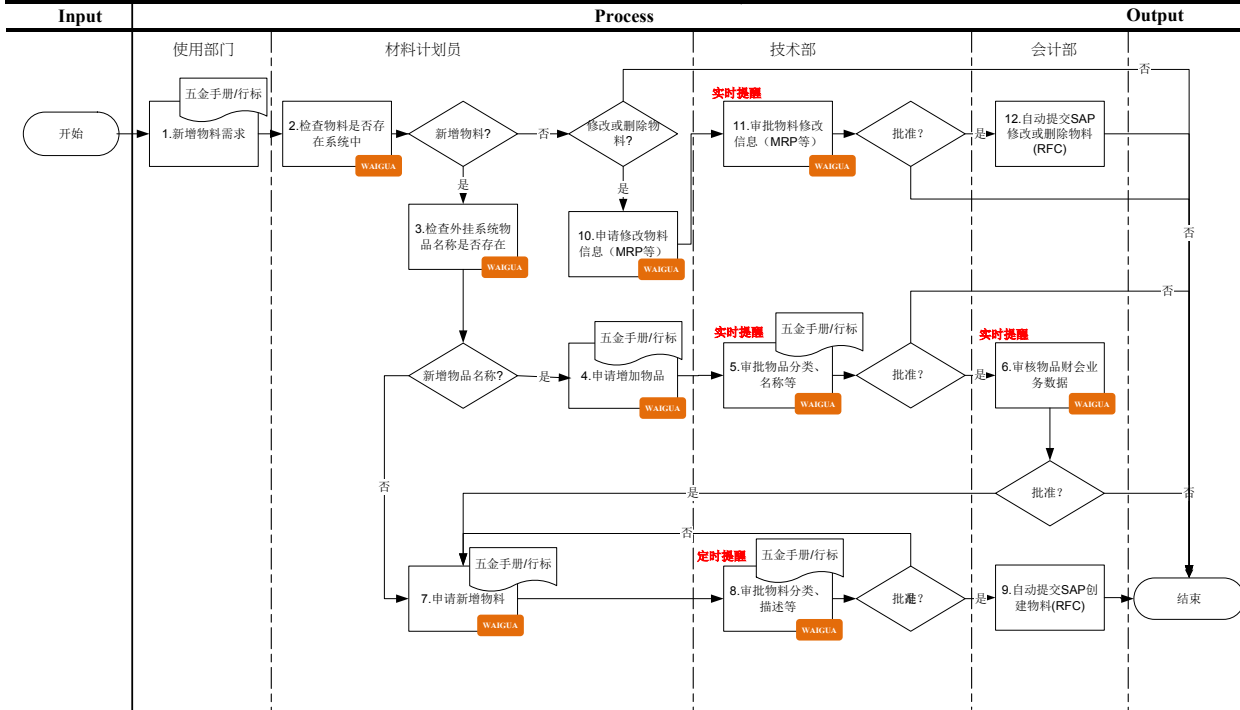 Input
Process
Output
使用部门
材料计划员
技术部
会计部
否
五金手册/行标
实时提醒
开始
1.新增物料需求
2.检查物料是否存
在系统中
WAIGUA
新增物料?
否
修改或删除物
料?
11.审批物料修改
信息（MRP等）
WAIGUA
批准?
是
12.自动提交SAP
修改或删除物料
(RFC)
是
是
3.检查外挂系统物
品名称是否存在
WAIGUA
10.申请修改物料
信息（MRP等）
WAIGUA
否
否
五金手册/行标
实时提醒
五金手册/行标
实时提醒
新增物品名称?
是
4.申请增加物品
WAIGUA
5.审批物品分类、
名称等
WAIGUA
批准?
是
6.审核物品财会业
务数据
WAIGUA
否
是
批准?
否
否
五金手册/行标
定时提醒
五金手册/行标
7.申请新增物料
WAIGUA
8.审批物料分类、
描述等
WAIGUA
批准?
是
9.自动提交SAP创
建物料(RFC)
结束